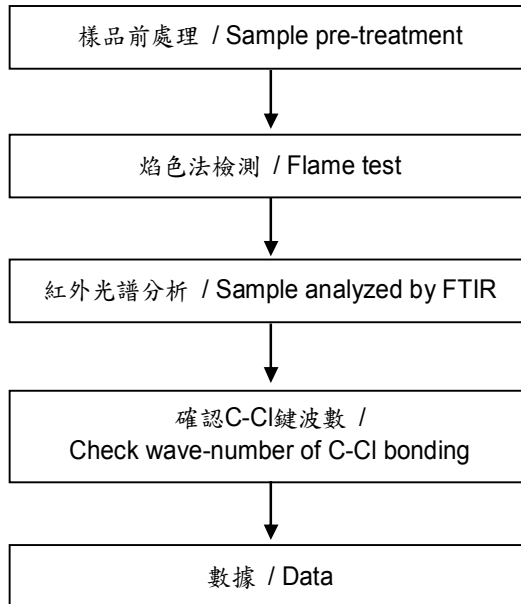 樣品前處理 / Sample pre-treatment
焰色法檢測 / Flame test
紅外光譜分析 / Sample analyzed by FTIR
確認C-Cl鍵波數 /
Check wave-number of C-Cl bonding
數據 / Data